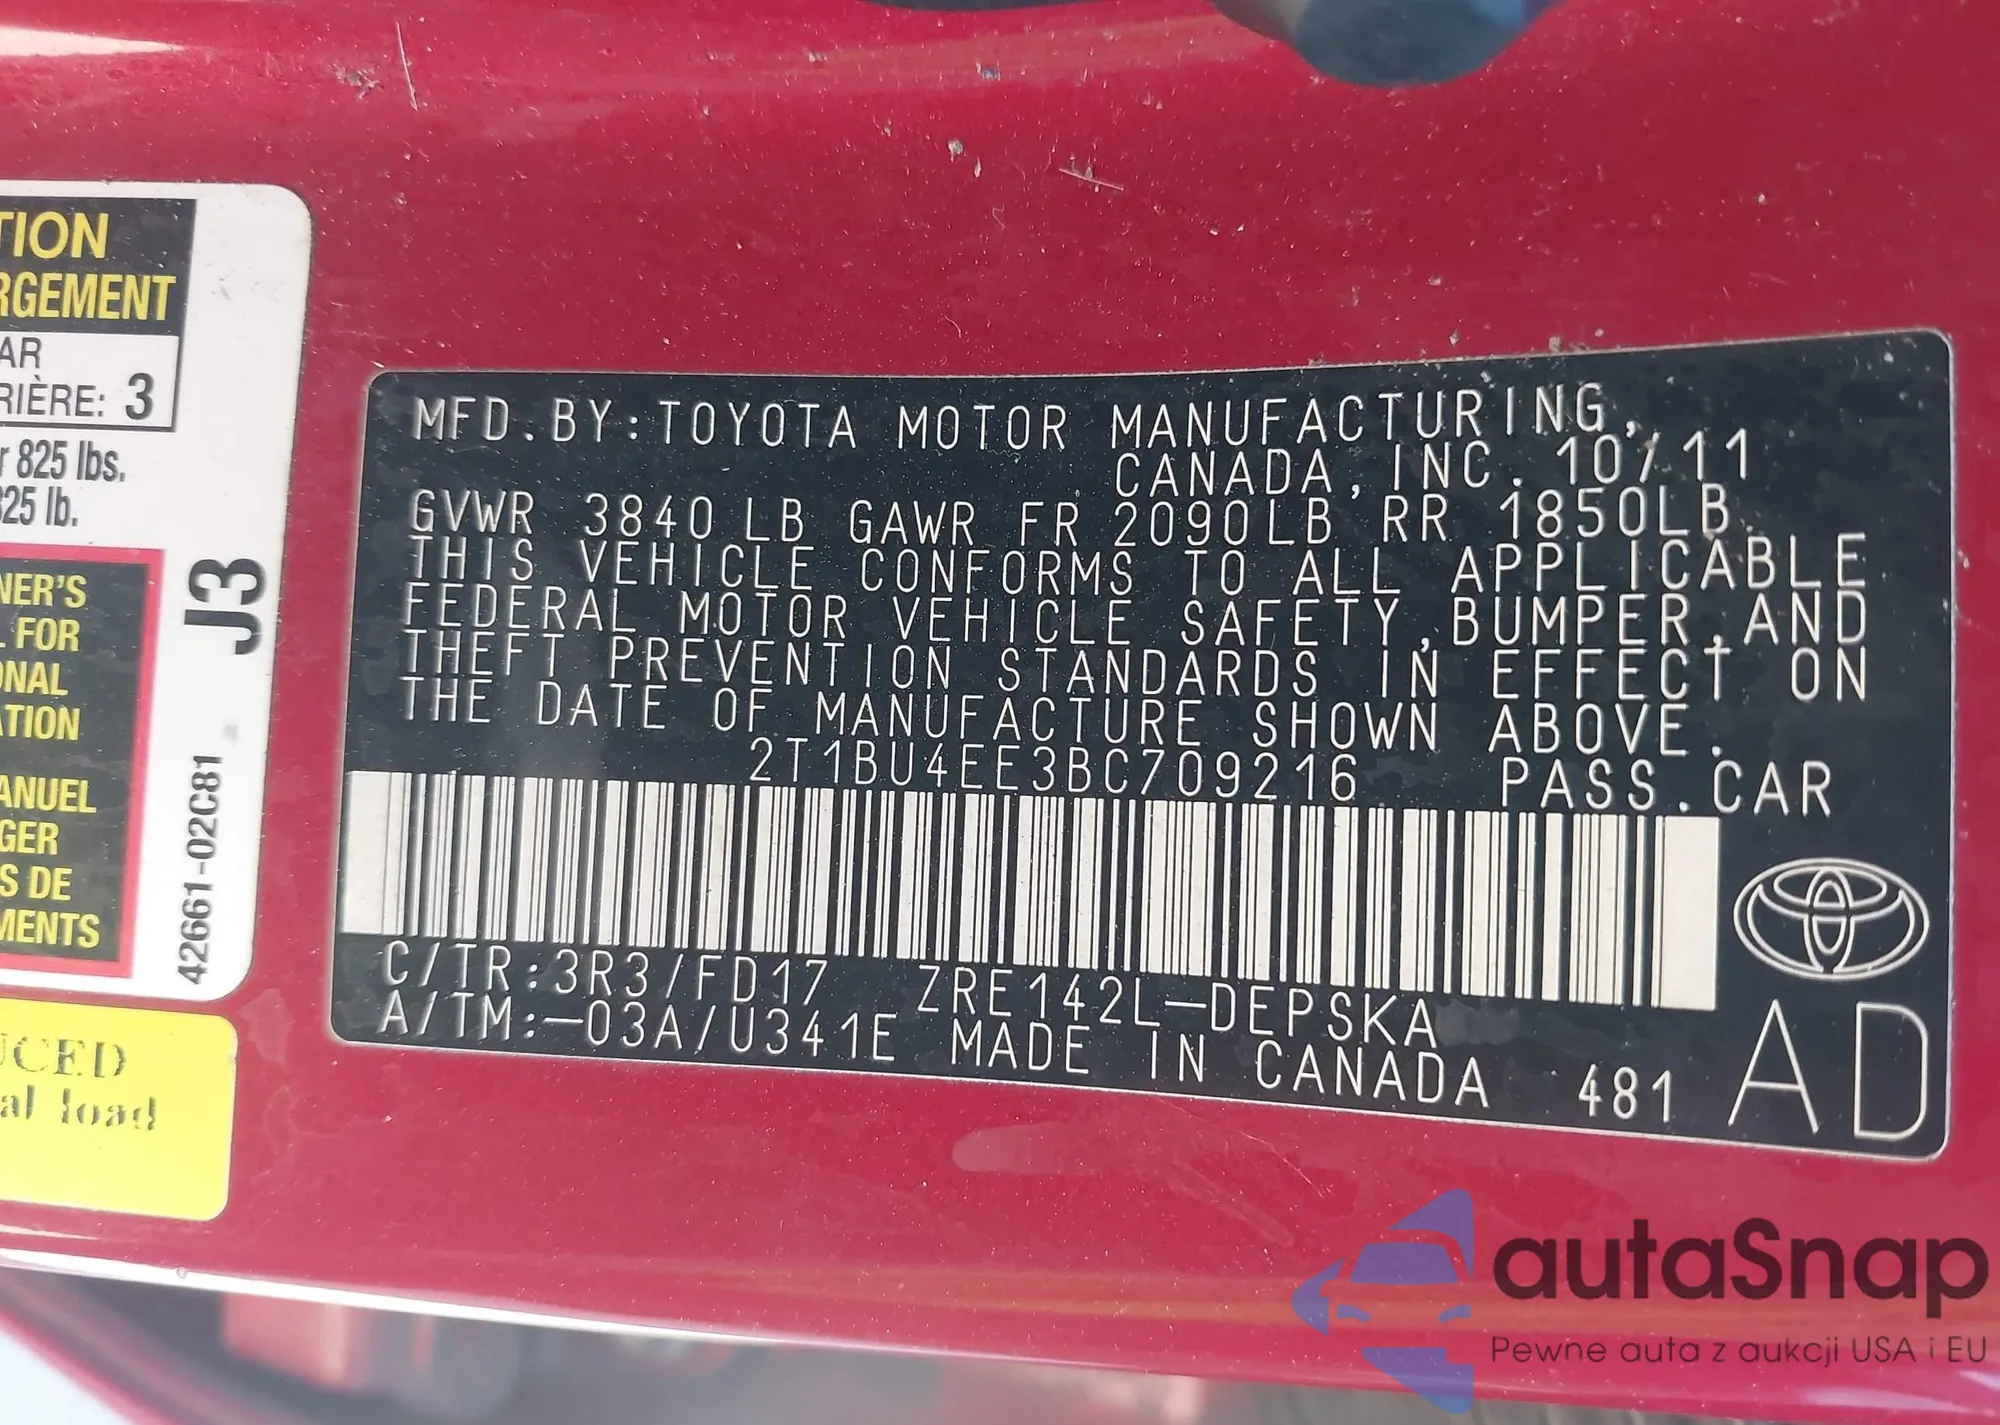 TION
RGEMENT
AR
RIÈRE: 3
r 825 lbs.
325 lb.
NER'S
L FOR
ONAL
ATION
ANUEL
GER
S DE
MENTS
J3
42661-02C81
UCED
al load
MFD.BY:TOYOTA MOTOR MANUFACTURING,
CANADA,INC. 10/11
GVWR 3840LB GAWR FR 2090LB RR 1850LB
THIS VEHICLE CONFORMS TO ALL APPLICABLE
FEDERAL MOTOR VEHICLE SAFETY,BUMPER,AND
THEFT PREVENTION STANDARDS IN EFFECT ON
THE DATE OF MANUFACTURE SHOWN ABOVE.
2T1BU4EE3BC709216 PASS.CAR
C/TR:3R3/FD17 ZRE142L-DEPSKA
A/TM:-03A/U341E MADE IN CANADA 481
AD
autaSnap
Pewne auta z aukcji USA i EU